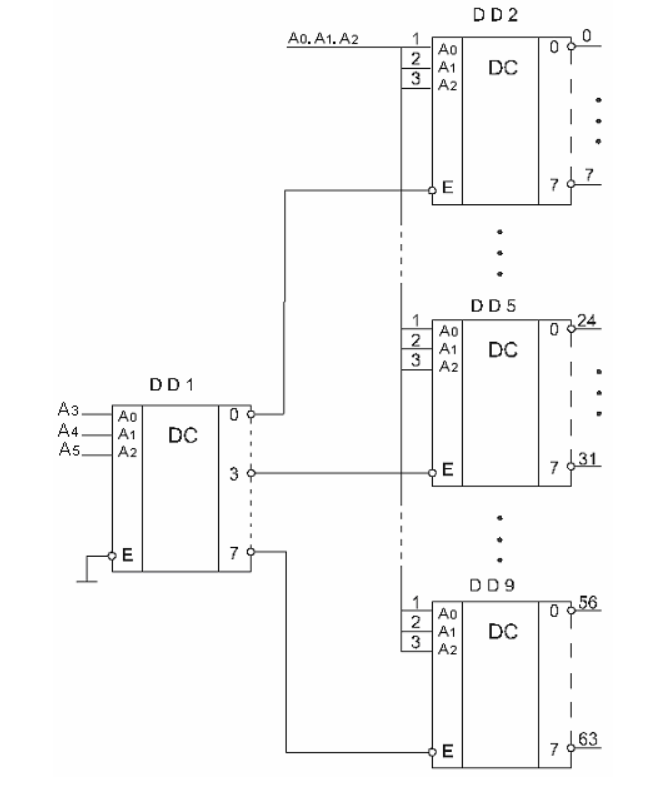 DD2
A0. A1. A2
1 A0 DC 0 0
2 A1
3 A2
E 7 7
DD5
1 A0 DC 0 24
2 A1
3 A2
E 7 31
DD1
A3 A0 DC 0
A4 A1
A5 A2
3
E 7
DD9
1 A0 DC 0 56
2 A1
3 A2
E 7 63